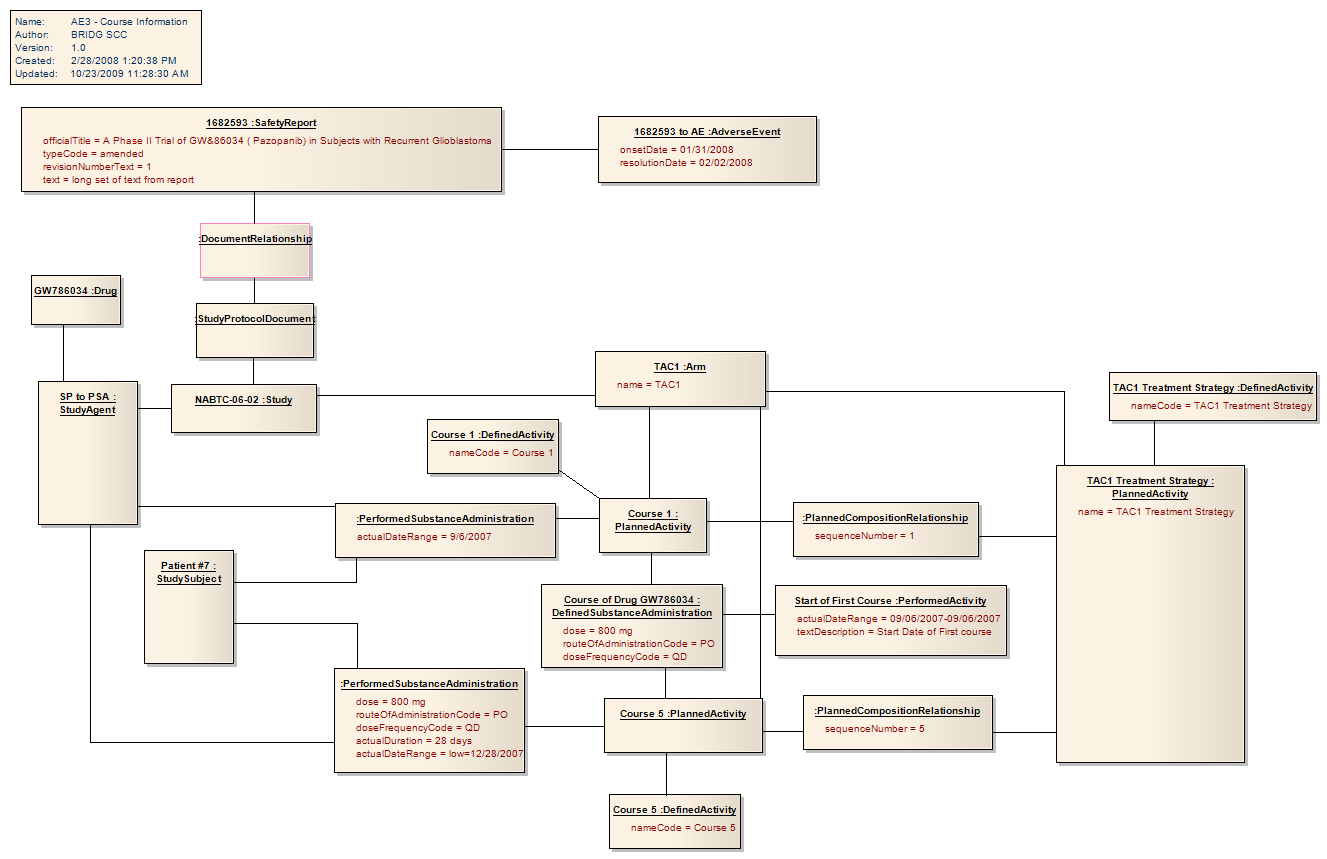 Name: AE3 - Course Information
Author: BRIDG SCC
Version: 1.0
Created: 2/28/2008 1:20:38 PM
Updated: 10/23/2009 11:28:30 AM
1682593 :SafetyReport
officialTitle = A Phase II Trial of GW&86034 ( Pazopanib) in Subjects with Recurrent Glioblastoma
typeCode = amended
revisionNumberText = 1
text = long set of text from report
1682593 to AE :AdverseEvent
onsetDate = 01/31/2008
resolutionDate = 02/02/2008
:DocumentRelationship
GW786034 :Drug
:StudyProtocolDocument
SP to PSA :
StudyAgent
NABTC-06-02 :Study
TAC1 :Arm
name = TAC1
TAC1 Treatment Strategy :DefinedActivity
nameCode = TAC1 Treatment Strategy
Course 1 :DefinedActivity
nameCode = Course 1
TAC1 Treatment Strategy :
PlannedActivity
name = TAC1 Treatment Strategy
:PerformedSubstanceAdministration
actualDateRange = 9/6/2007
Course 1 :
PlannedActivity
:PlannedCompositionRelationship
sequenceNumber = 1
Patient #7 :
StudySubject
Course of Drug GW786034 :
DefinedSubstanceAdministration
dose = 800 mg
routeOfAdministrationCode = PO
doseFrequencyCode = QD
Start of First Course :PerformedActivity
actualDateRange = 09/06/2007-09/06/2007
textDescription = Start Date of First course
:PerformedSubstanceAdministration
dose = 800 mg
routeOfAdministrationCode = PO
doseFrequencyCode = QD
actualDuration = 28 days
actualDateRange = low=12/28/2007
Course 5 :PlannedActivity
:PlannedCompositionRelationship
sequenceNumber = 5
Course 5 :DefinedActivity
nameCode = Course 5